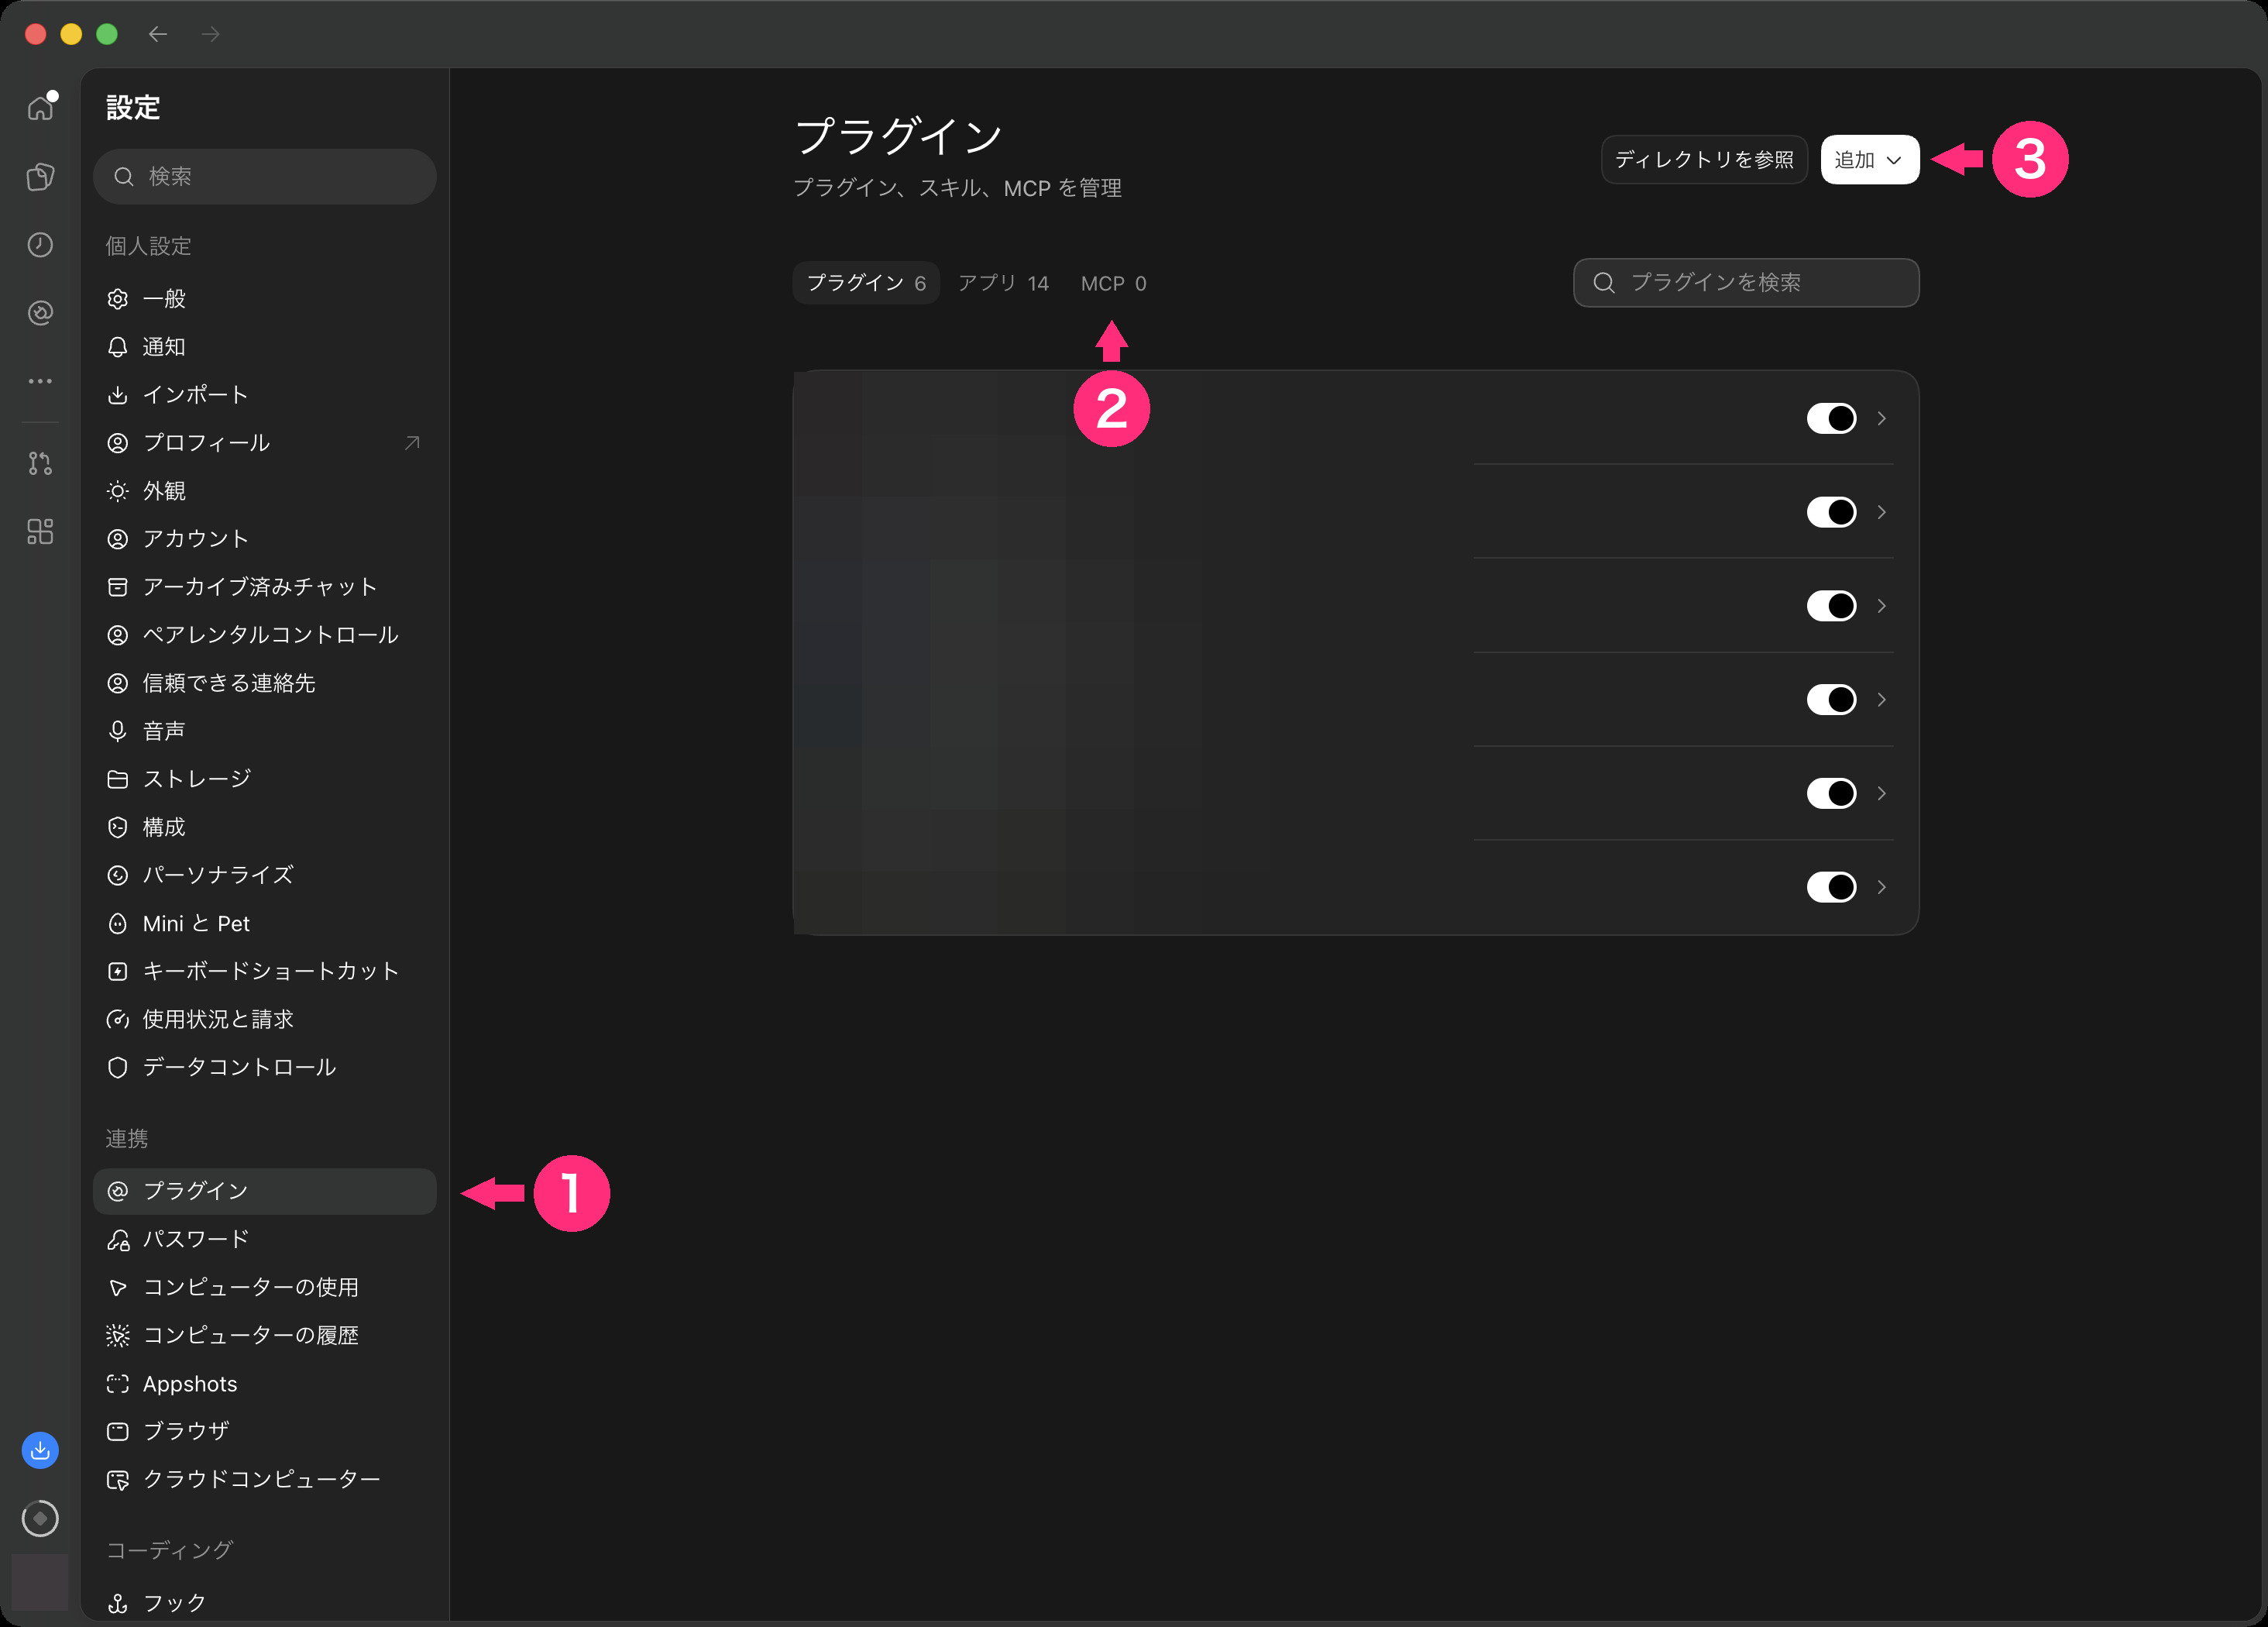 設定
検索
個人設定
一般
通知
インポート
プロフィール
外観
アカウント
アーカイブ済みチャット
ペアレンタルコントロール
信頼できる連絡先
音声
ストレージ
構成
パーソナライズ
Mini と Pet
キーボードショートカット
使用状況と請求
データコントロール
連携
プラグイン
パスワード
コンピューターの使用
コンピューターの履歴
Appshots
ブラウザ
クラウドコンピューター
コーディング
フック
1
プラグイン
プラグイン、スキル、MCP を管理
ディレクトリを参照
追加
3
プラグイン 6
アプリ 14
MCP 0
プラグインを検索
2